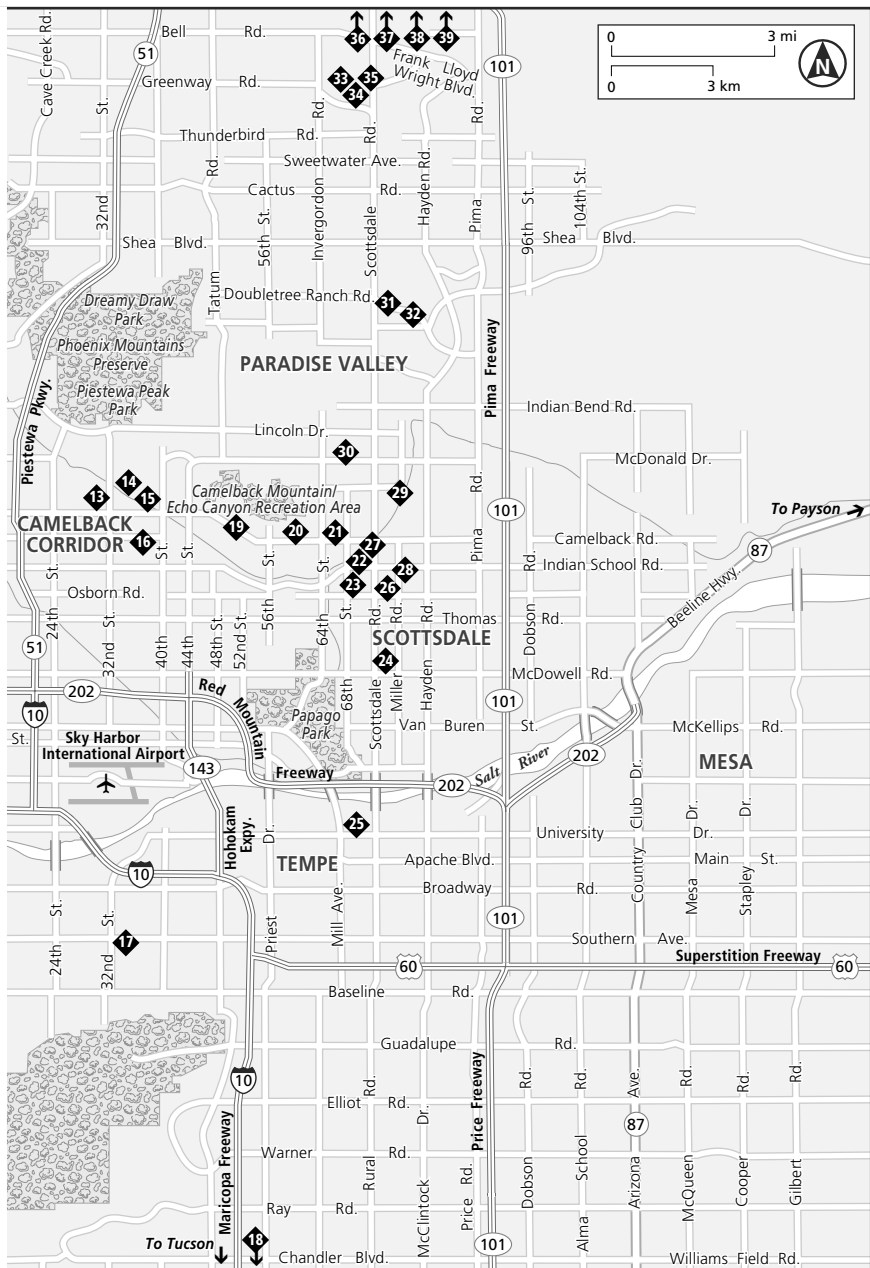 Cave Creek Rd.
51
Bell Rd.
36
37
38
39
101
0 3 mi
0 3 km
N
Frank Lloyd
Wright Blvd.
Greenway Rd.
33
35
34
32nd St.
Thunderbird Rd.
Sweetwater Ave.
Cactus Rd.
Tatum Rd.
56th St.
Invergordon Rd.
Scottsdale Rd.
Hayden Rd.
Pima Rd.
96th St.
104th St.
Shea Blvd.
Shea Blvd.
Dreamy Draw
Park
Doubletree Ranch Rd.
31
32
Phoenix Mountains
Preserve
Piestewa Peak
Park
PARADISE VALLEY
Pima Freeway
Piestewa Pkwy.
Indian Bend Rd.
Lincoln Dr.
30
McDonald Dr.
13
14
15
Camelback Mountain/
Echo Canyon Recreation Area
29
Pima Rd.
101
To Payson
CAMELBACK
CORRIDOR
16
19
20
21
27
22
28
23
26
Camelback Rd.
87
Indian School Rd.
Beeline Hwy.
Osborn Rd.
24th St.
32nd St.
40th St.
44th St.
48th St.
52nd St.
56th St.
64th St.
68th St.
Scottsdale Rd.
Miller Rd.
Hayden Rd.
Thomas Rd.
Dobson Rd.
51
SCOTTSDALE
24
McDowell Rd.
202
10
Red Mountain Freeway
Papago
Park
101
Van Buren St.
McKellips Rd.
St.
Sky Harbor
International Airport
143
202
Salt River
202
MESA
Hohokam
Expy.
25
University Dr.
Country Club Dr.
Mesa Dr.
Stapley Dr.
TEMPE
Apache Blvd.
Main St.
10
Broadway Rd.
Priest Dr.
Mill Ave.
101
24th St.
32nd St.
17
Southern Ave.
60
Superstition Freeway
60
Baseline Rd.
Guadalupe Rd.
10
Maricopa Freeway
Price Freeway
Elliot Rd.
87
Warner Rd.
Rural Rd.
McClintock Dr.
Price Rd.
Dobson Rd.
Alma School Rd.
Arizona Ave.
McQueen Rd.
Cooper Rd.
Gilbert Rd.
Ray Rd.
To Tucson
18
Chandler Blvd.
101
Williams Field Rd.